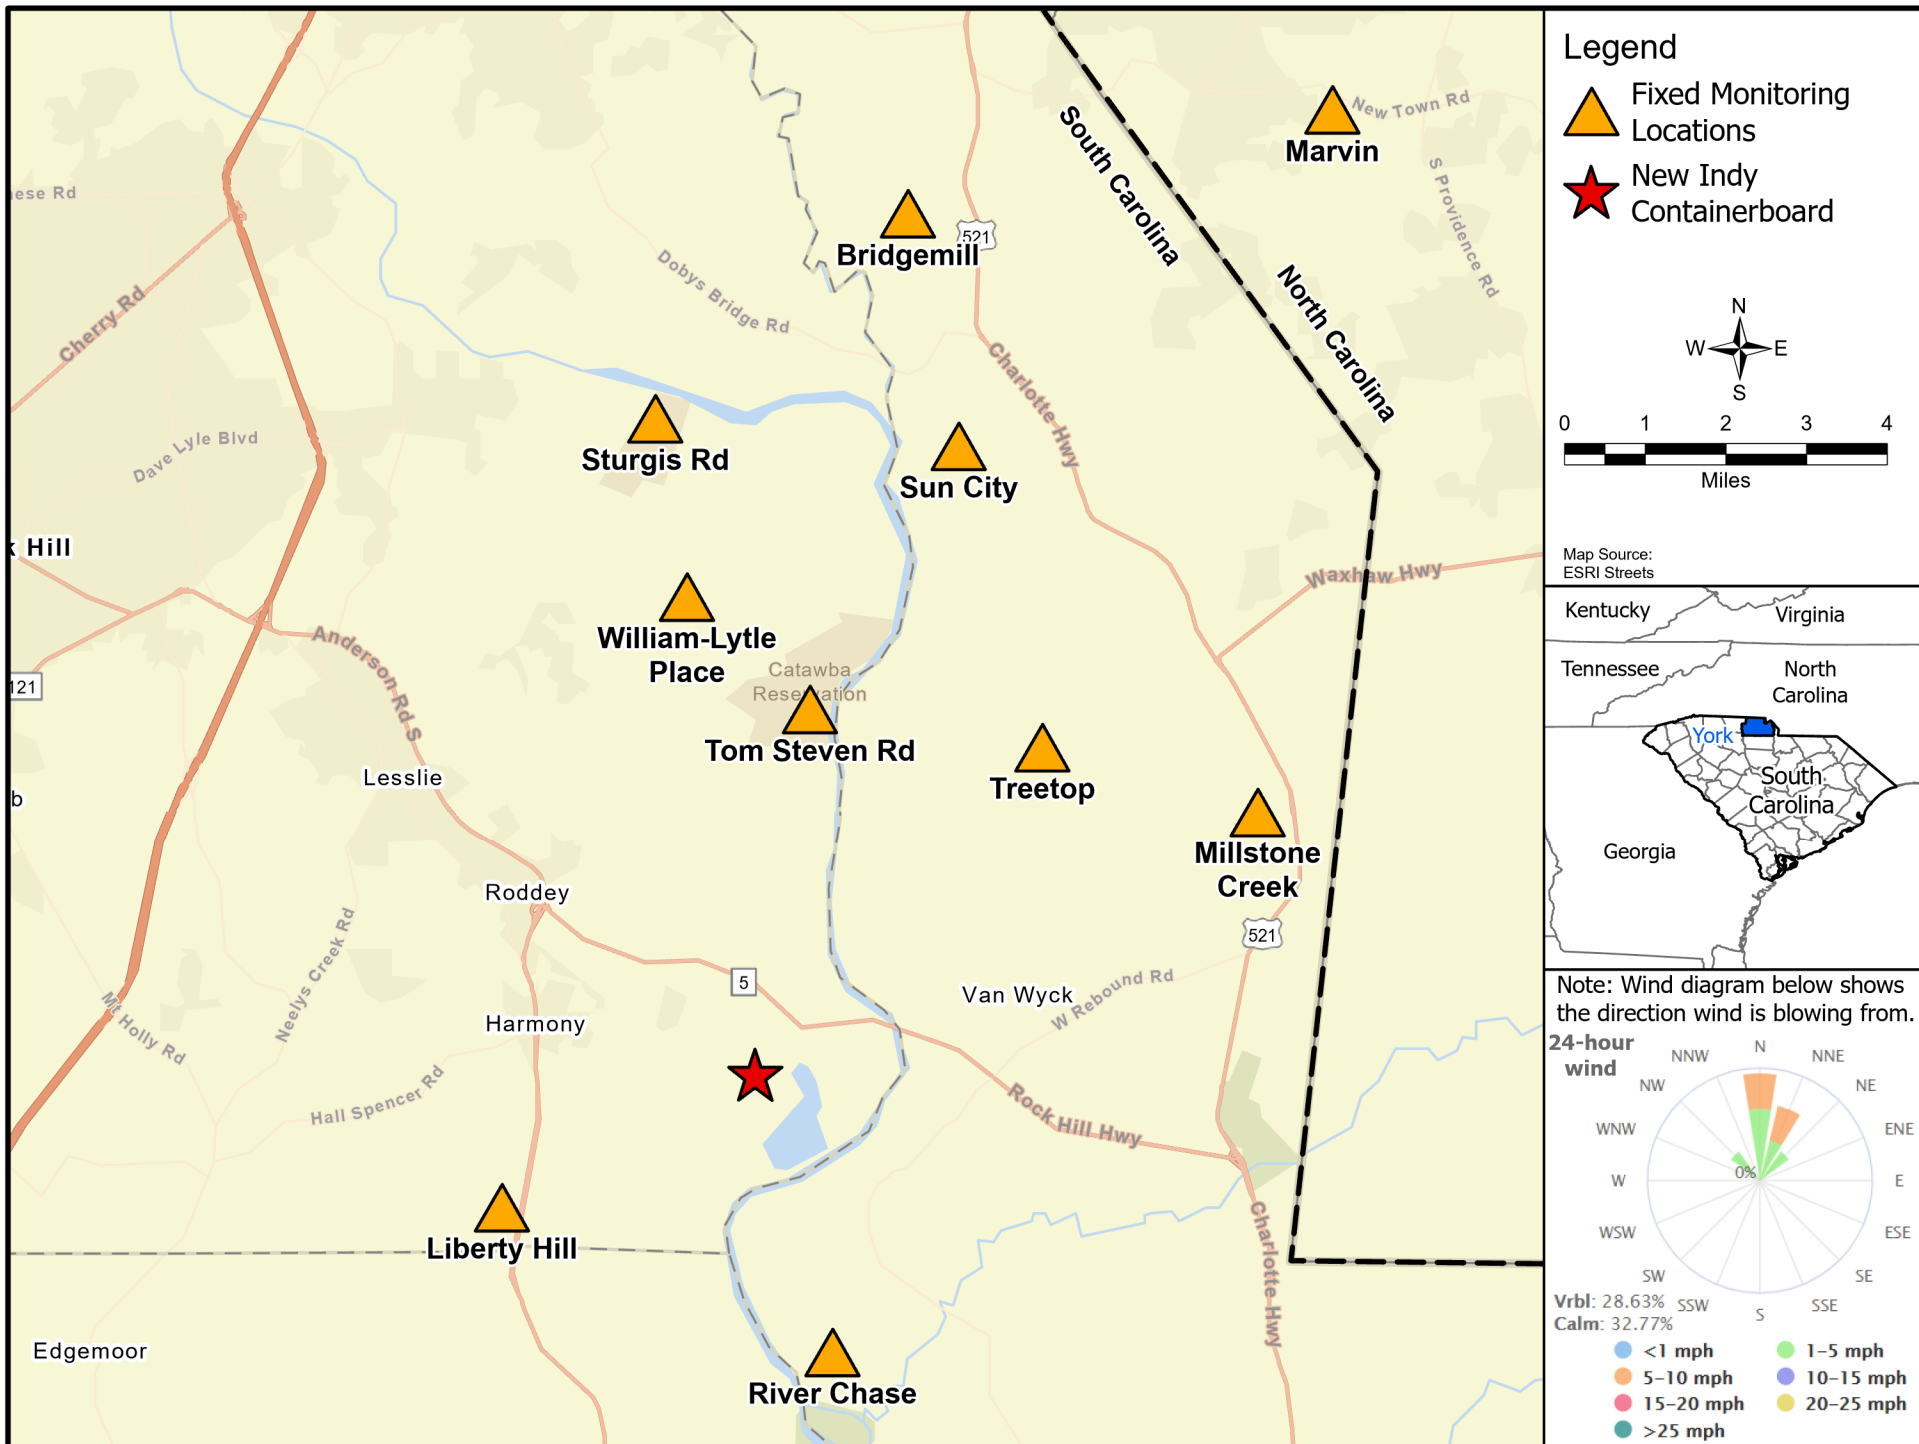 New Town Rd
Marvin
S Providence Rd
South Carolina
North Carolina
Bridgemill
521
Dobys Bridge Rd
Cherry Rd
Charlotte Hwy
Dave Lyle Blvd
Sturgis Rd
Sun City
Hill
Waxhaw Hwy
Anderson Rd S
William-Lytle
Place
Catawba
Reservation
121
Tom Steven Rd
Lesslie
Treetop
b
Millstone
Creek
Roddey
521
Neelys Creek Rd
5
Van Wyck
W Rebound Rd
Mt Holly Rd
Harmony
Hall Spencer Rd
Rock Hill Hwy
Liberty Hill
Charlotte Hwy
Edgemoor
River Chase
Legend
Fixed Monitoring
Locations
New Indy
Containerboard
N
W E
S
0 1 2 3 4
Miles
Map Source:
ESRI Streets
Kentucky
Virginia
Tennessee
North
Carolina
York
South
Carolina
Georgia
Note: Wind diagram below shows
the direction wind is blowing from.
24-hour
wind
N
NNW NNE
NW NE
WNW ENE
0%
W E
WSW ESE
SW SE
SSW SSE
S
Vrbl: 28.63%
Calm: 32.77%
<1 mph 1-5 mph
5-10 mph 10-15 mph
15-20 mph 20-25 mph
>25 mph